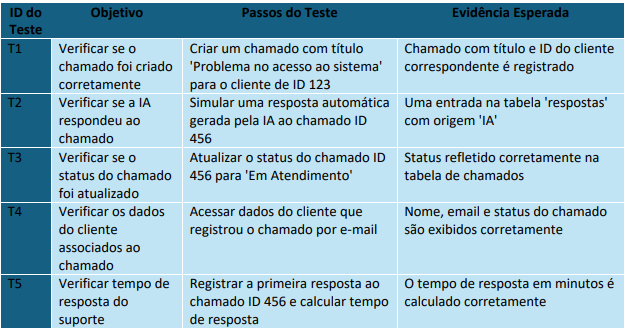 ID do Teste | Objetivo | Passos do Teste | Evidência Esperada
T1 | Verificar se o chamado foi criado corretamente | Criar um chamado com título 'Problema no acesso ao sistema' para o cliente de ID 123 | Chamado com título e ID do cliente correspondente é registrado
T2 | Verificar se a IA respondeu ao chamado | Simular uma resposta automática gerada pela IA ao chamado ID 456 | Uma entrada na tabela 'respostas' com origem 'IA'
T3 | Verificar se o status do chamado foi atualizado | Atualizar o status do chamado ID 456 para 'Em Atendimento' | Status refletido corretamente na tabela de chamados
T4 | Verificar os dados do cliente associados ao chamado | Acessar dados do cliente que registrou o chamado por e-mail | Nome, email e status do chamado são exibidos corretamente
T5 | Verificar tempo de resposta do suporte | Registrar a primeira resposta ao chamado ID 456 e calcular tempo de resposta | O tempo de resposta em minutos é calculado corretamente